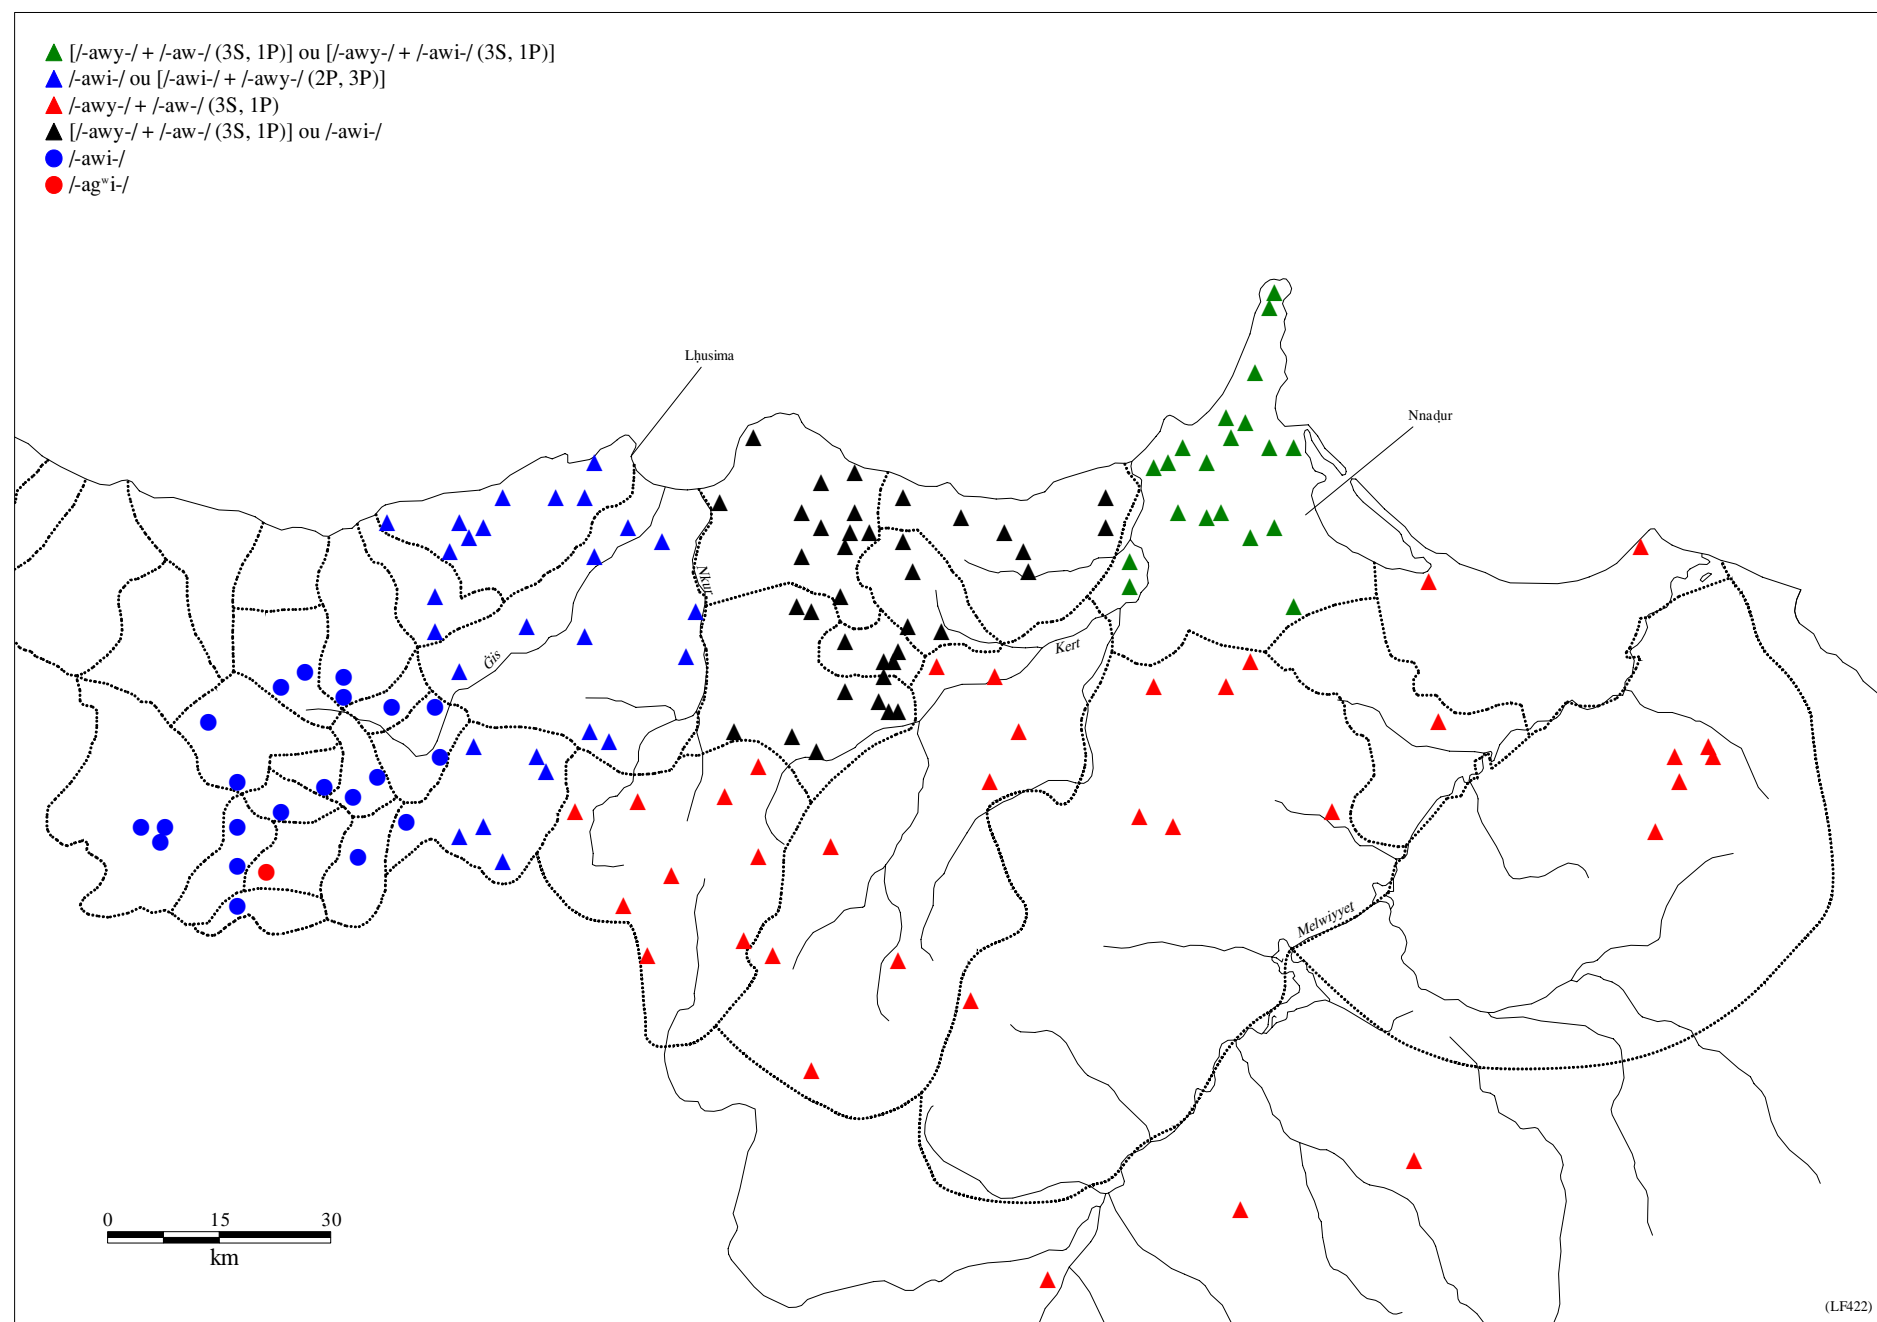 [/-awy-/ + /-aw-/ (3S, 1P)] ou [/-awy-/ + /-awi-/ (3S, 1P)]
/-awi-/ ou [/-awi-/ + /-awy-/ (2P, 3P)]
/-awy-/ + /-aw-/ (3S, 1P)
[/-awy-/ + /-aw-/ (3S, 1P)] ou /-awi-/
/-awi-/
/-agʷi-/
Lḥusima
Nnaḍur
Nkur
Ġis
Kert
Melwiyyet
0 15 30
km
(LF422)